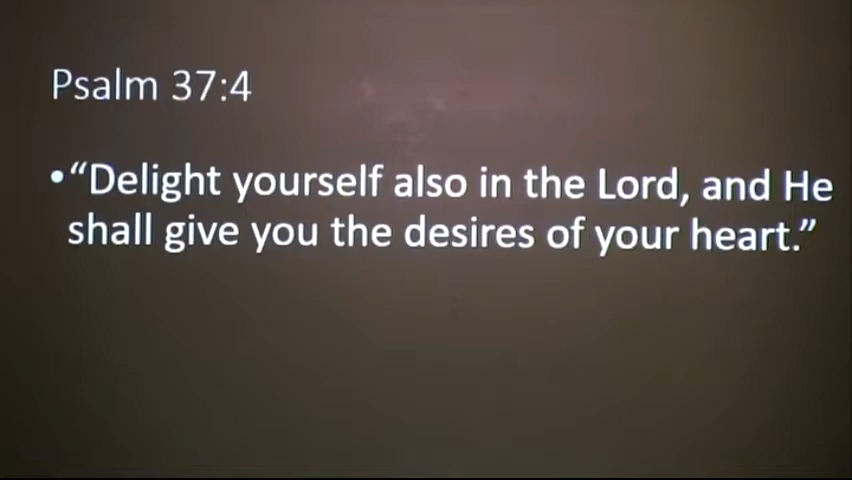 Psalm 37:4
•“Delight yourself also in the Lord, and He
shall give you the desires of your heart.”